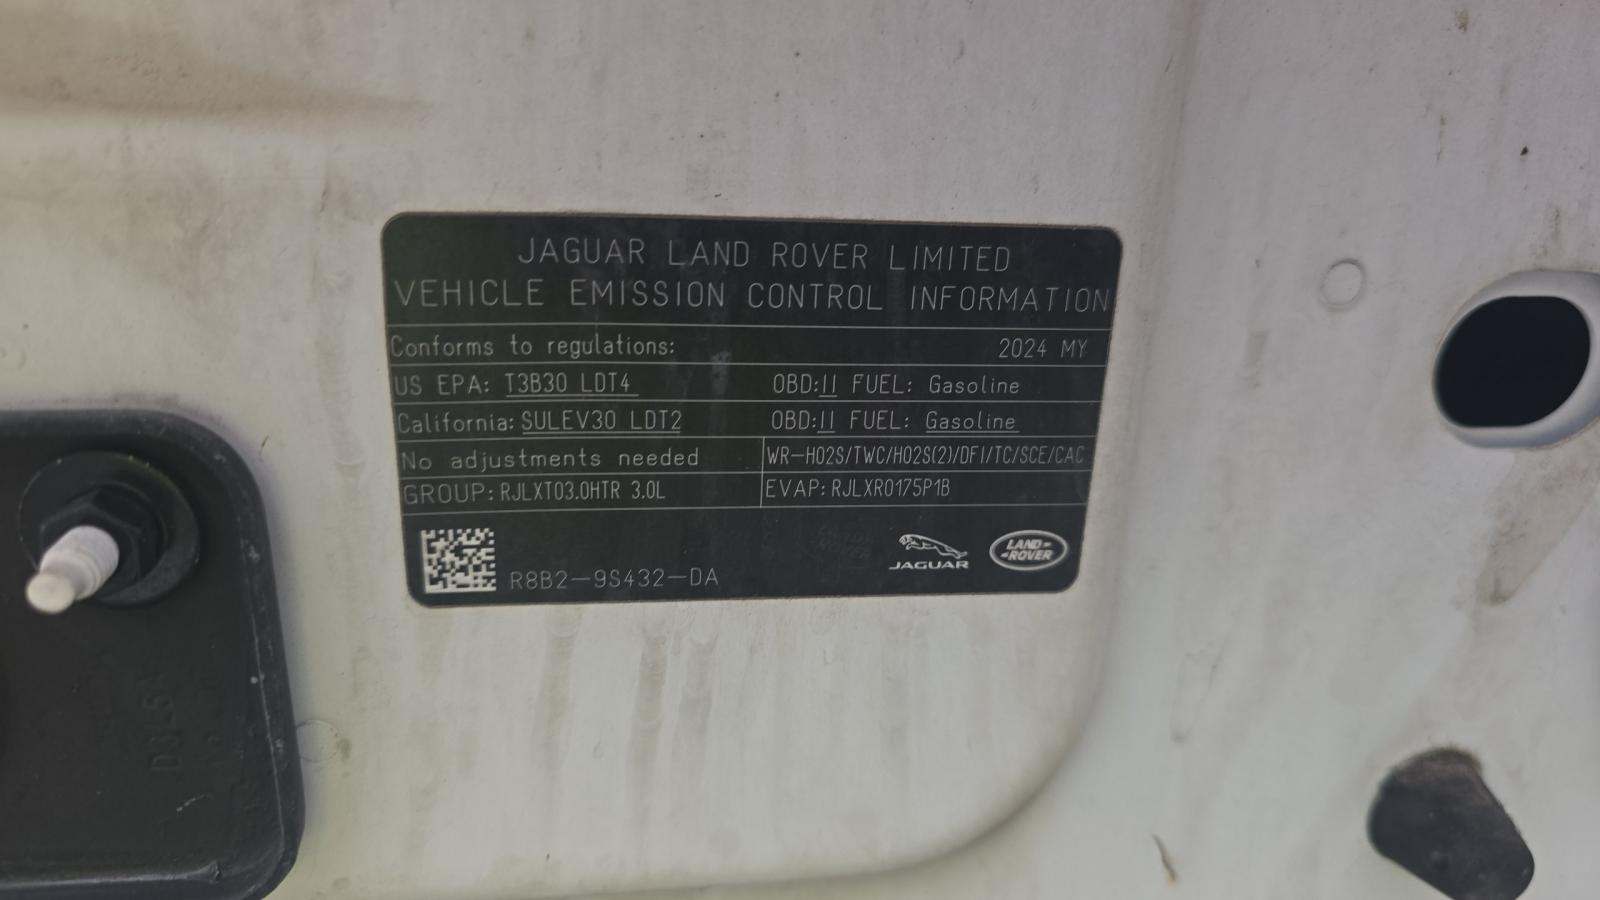 JAGUAR LAND ROVER LIMITED
VEHICLE EMISSION CONTROL INFORMATION
Conforms to regulations: 2024 MY
US EPA: T3B30 LDT4 OBD:II FUEL: Gasoline
California: SULEV30 LDT2 OBD:II FUEL: Gasoline
No adjustments needed WR-HO2S/TWC/HO2S(2)/DFI/TC/SCE/CAC
GROUP: RJLXT03.0HTR 3.0L EVAP: RJLXR0175P1B
R8B2-9S432-DA
JAGUAR
LAND-
-ROVER